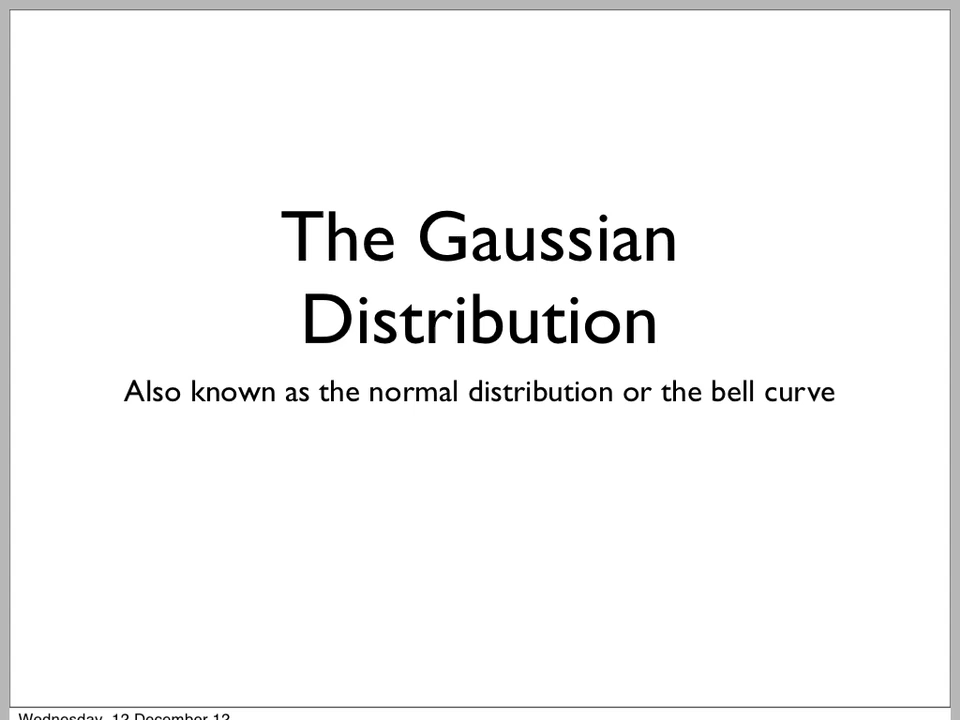 The Gaussian
Distribution
Also known as the normal distribution or the bell curve
Wednesday, 12 December 12